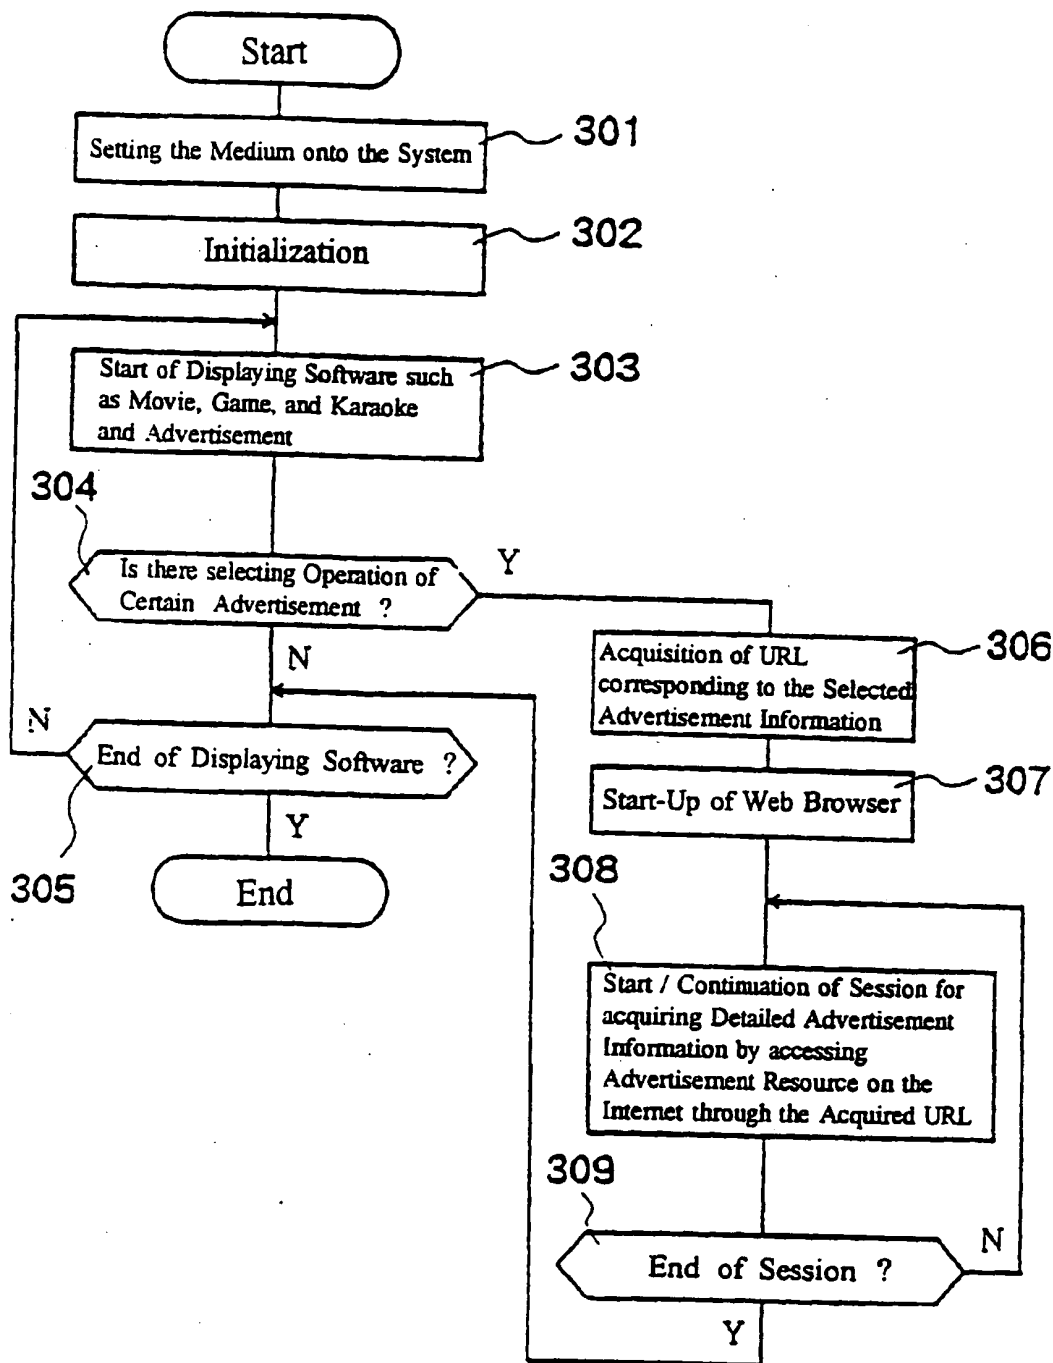 Start
301
Setting the Medium onto the System
302
Initialization
303
Start of Displaying Software such
as Movie, Game, and Karaoke
and Advertisement
304
Is there selecting Operation of
Certain Advertisement ?
Y
N
306
Acquisition of URL
corresponding to the Selected
Advertisement Information
N
End of Displaying Software ?
305
Y
End
307
Start-Up of Web Browser
308
Start / Continuation of Session for
acquiring Detailed Advertisement
Information by accessing
Advertisement Resource on the
Internet through the Acquired URL
309
End of Session ?
N
Y